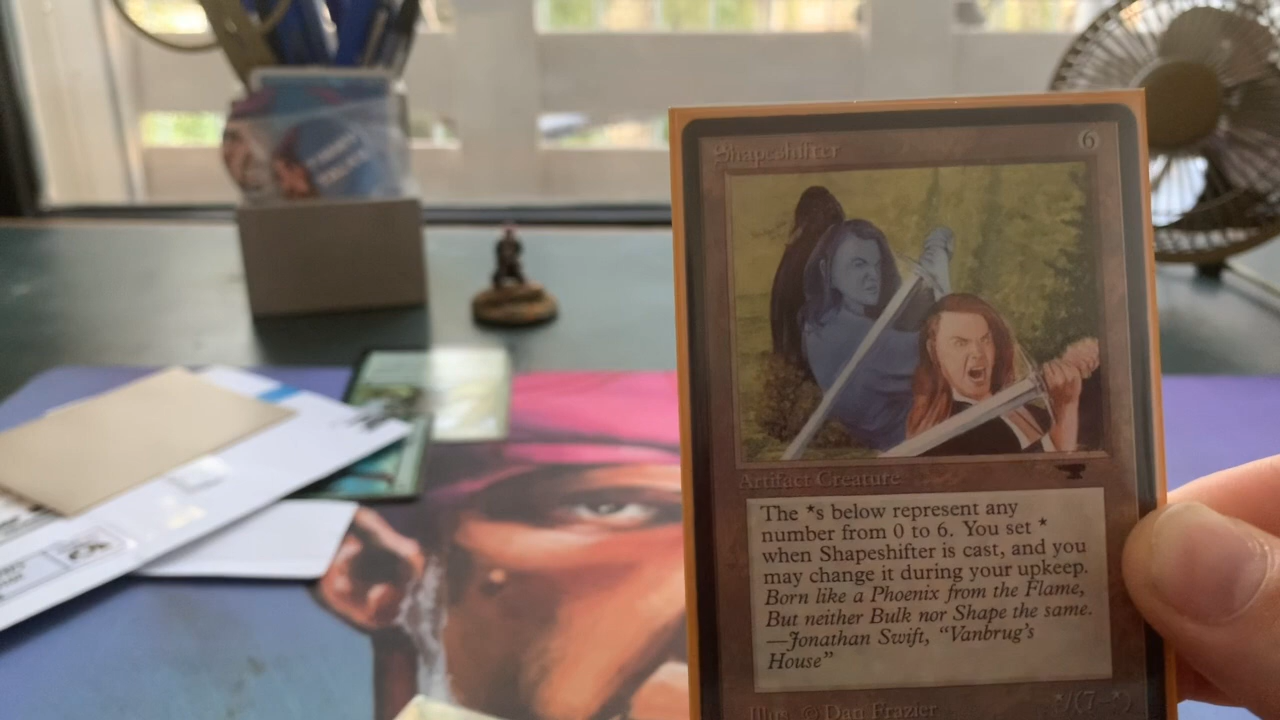 Shapeshifter 6
Artifact Creature
The *s below represent any
number from 0 to 6. You set *
when Shapeshifter is cast, and you
may change it during your upkeep.
Born like a Phoenix from the Flame,
But neither Bulk nor Shape the same.
—Jonathan Swift, "Vanbrug's
House"
Illus. © Dan Frazier */(7-*)